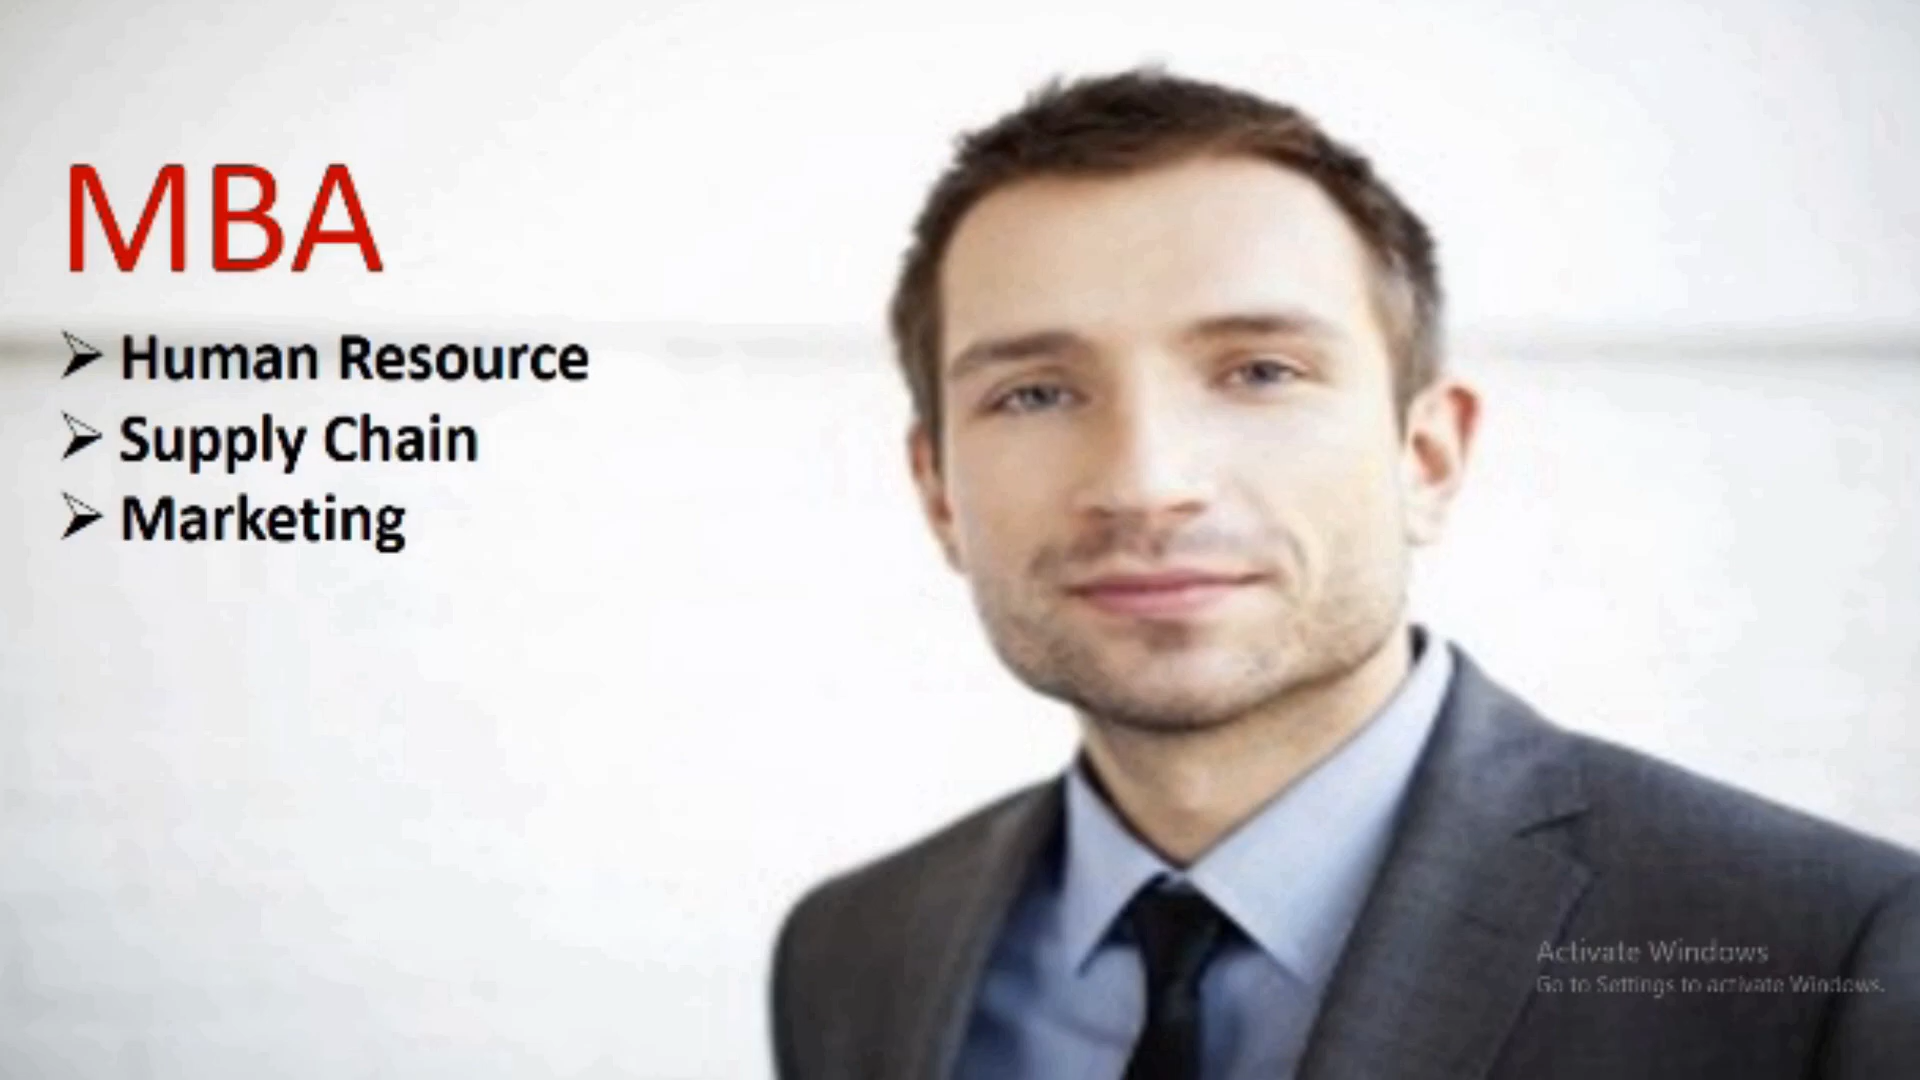 MBA
➢ Human Resource
➢ Supply Chain
➢ Marketing
Activate Windows
Go to Settings to activate Windows.